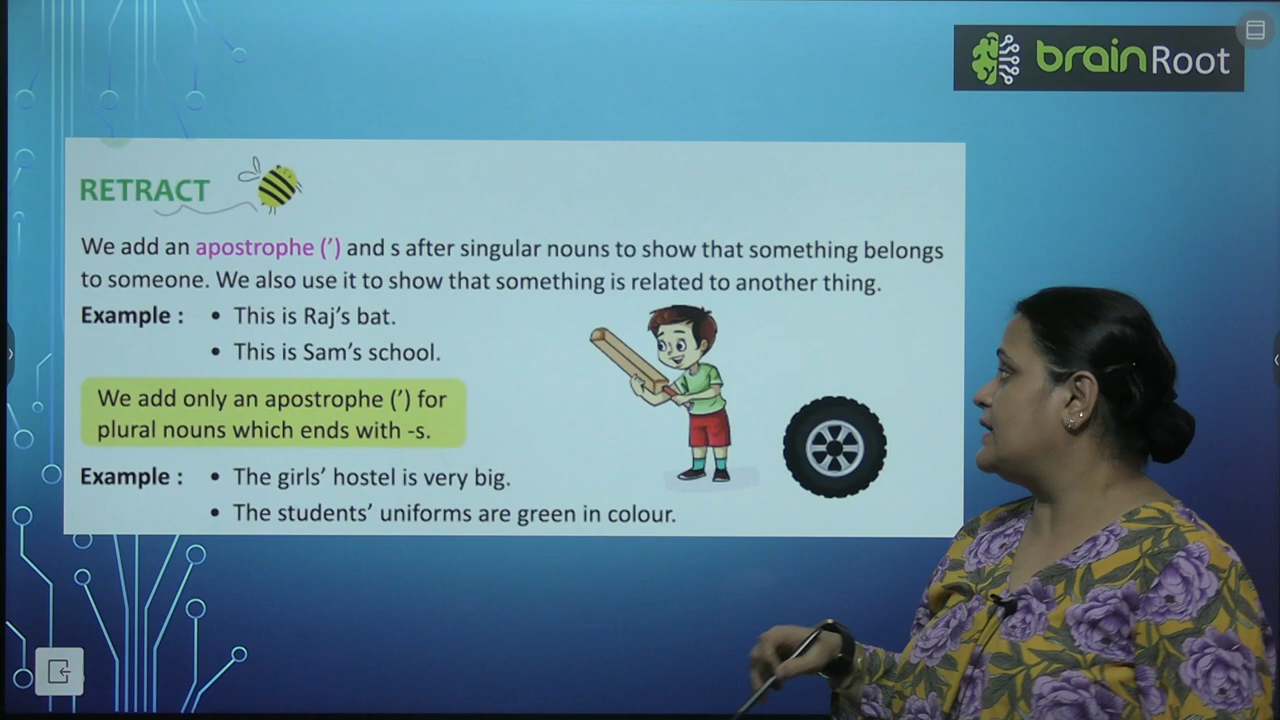 brainRoot
RETRACT
We add an apostrophe (’) and s after singular nouns to show that something belongs
to someone. We also use it to show that something is related to another thing.
Example : • This is Raj’s bat.
• This is Sam’s school.
We add only an apostrophe (’) for
plural nouns which ends with -s.
Example : • The girls’ hostel is very big.
• The students’ uniforms are green in colour.